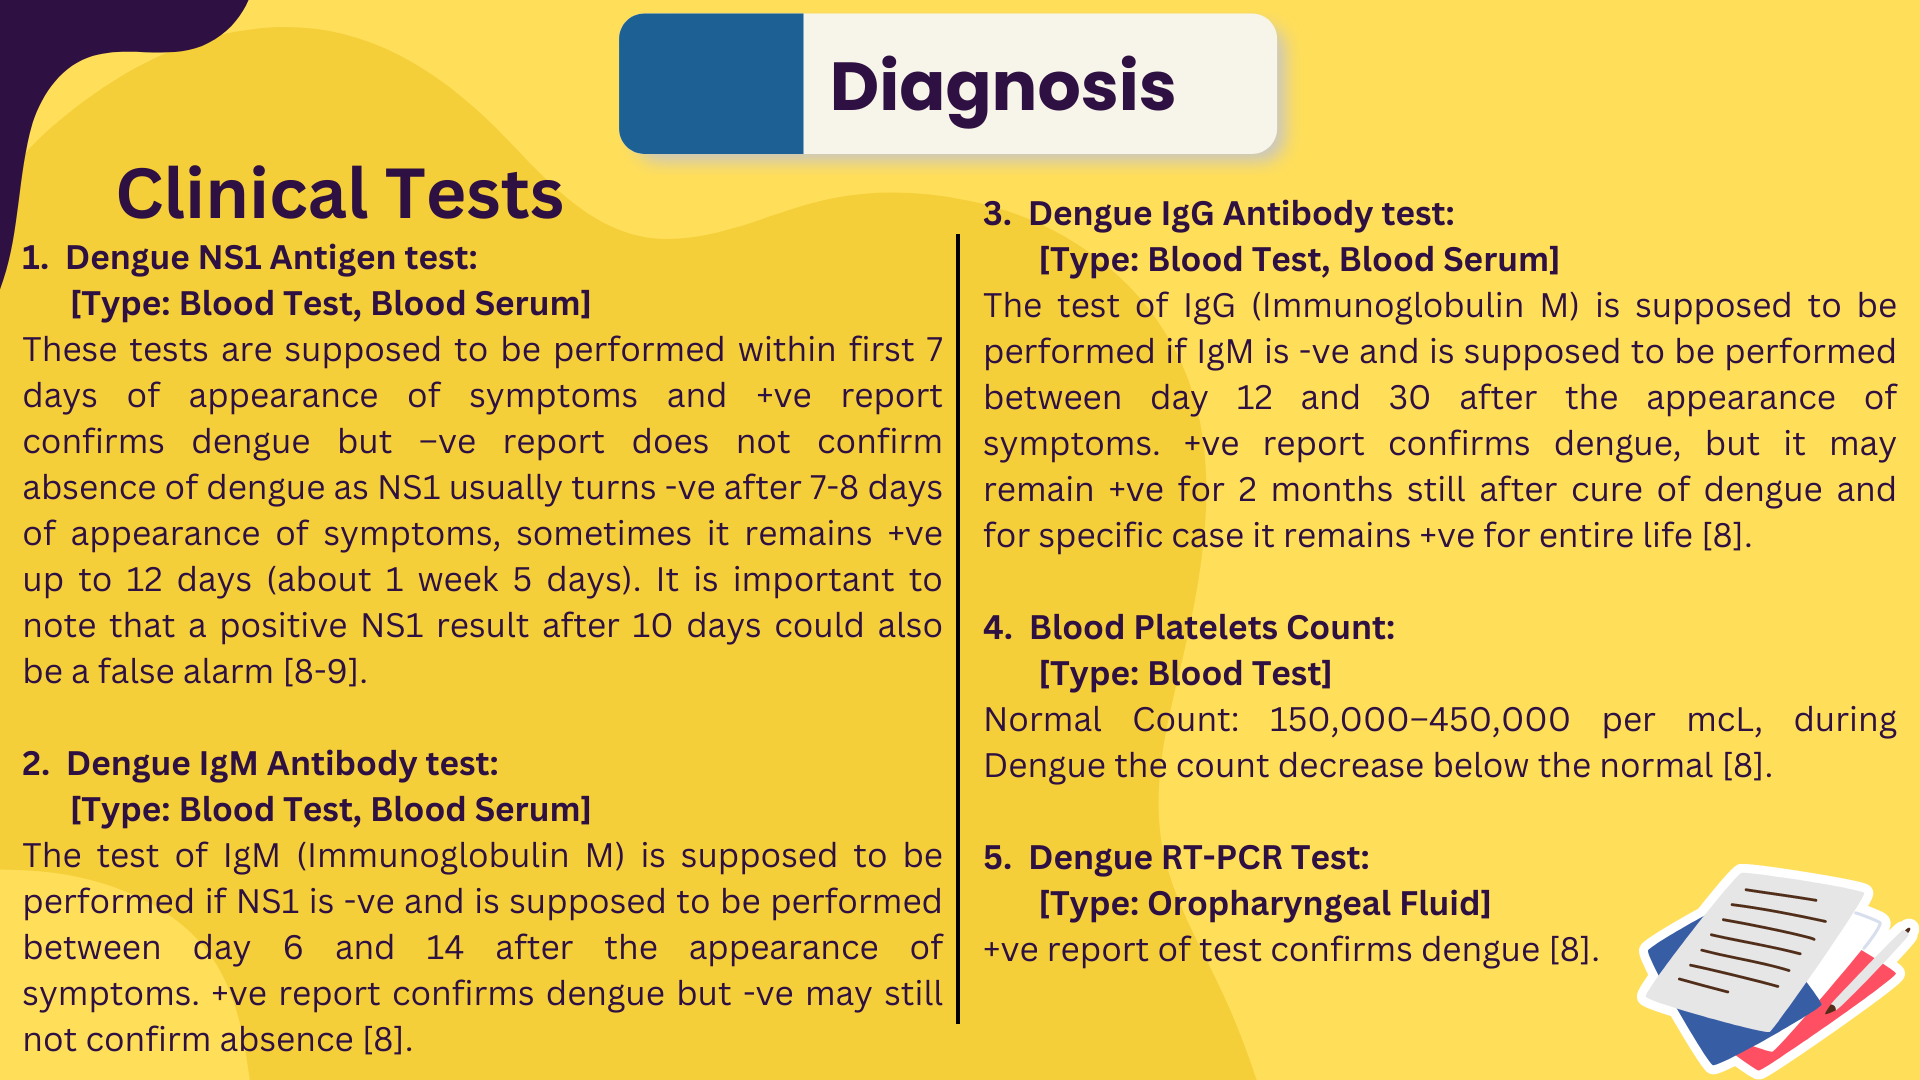 Diagnosis
Clinical Tests
1. Dengue NS1 Antigen test:
[Type: Blood Test, Blood Serum]
These tests are supposed to be performed within first 7
days of appearance of symptoms and +ve report
confirms dengue but –ve report does not confirm
absence of dengue as NS1 usually turns -ve after 7-8 days
of appearance of symptoms, sometimes it remains +ve
up to 12 days (about 1 week 5 days). It is important to
note that a positive NS1 result after 10 days could also
be a false alarm [8-9].
2. Dengue IgM Antibody test:
[Type: Blood Test, Blood Serum]
The test of IgM (Immunoglobulin M) is supposed to be
performed if NS1 is -ve and is supposed to be performed
between day 6 and 14 after the appearance of
symptoms. +ve report confirms dengue but -ve may still
not confirm absence [8].
3. Dengue IgG Antibody test:
[Type: Blood Test, Blood Serum]
The test of IgG (Immunoglobulin M) is supposed to be
performed if IgM is -ve and is supposed to be performed
between day 12 and 30 after the appearance of
symptoms. +ve report confirms dengue, but it may
remain +ve for 2 months still after cure of dengue and
for specific case it remains +ve for entire life [8].
4. Blood Platelets Count:
[Type: Blood Test]
Normal Count: 150,000–450,000 per mcL, during
Dengue the count decrease below the normal [8].
5. Dengue RT-PCR Test:
[Type: Oropharyngeal Fluid]
+ve report of test confirms dengue [8].